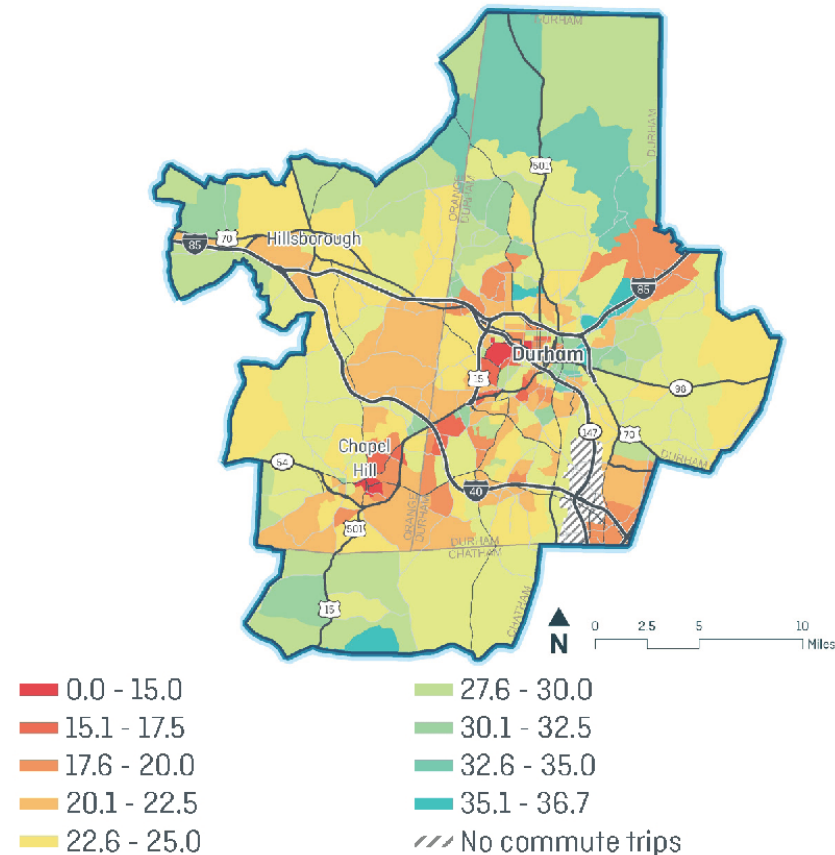 DURHAM
DURHAM
501
ORANGE
DURHAM
85
70
Hillsborough
85
Durham
15
98
147
70
Chapel
Hill
54
40
DURHAM
501
ORANGE
DURHAM
DURHAM
CHATHAM
CHATHAM
15
N
0 2.5 5 10
Miles
0.0 - 15.0
15.1 - 17.5
17.6 - 20.0
20.1 - 22.5
22.6 - 25.0
27.6 - 30.0
30.1 - 32.5
32.6 - 35.0
35.1 - 36.7
No commute trips